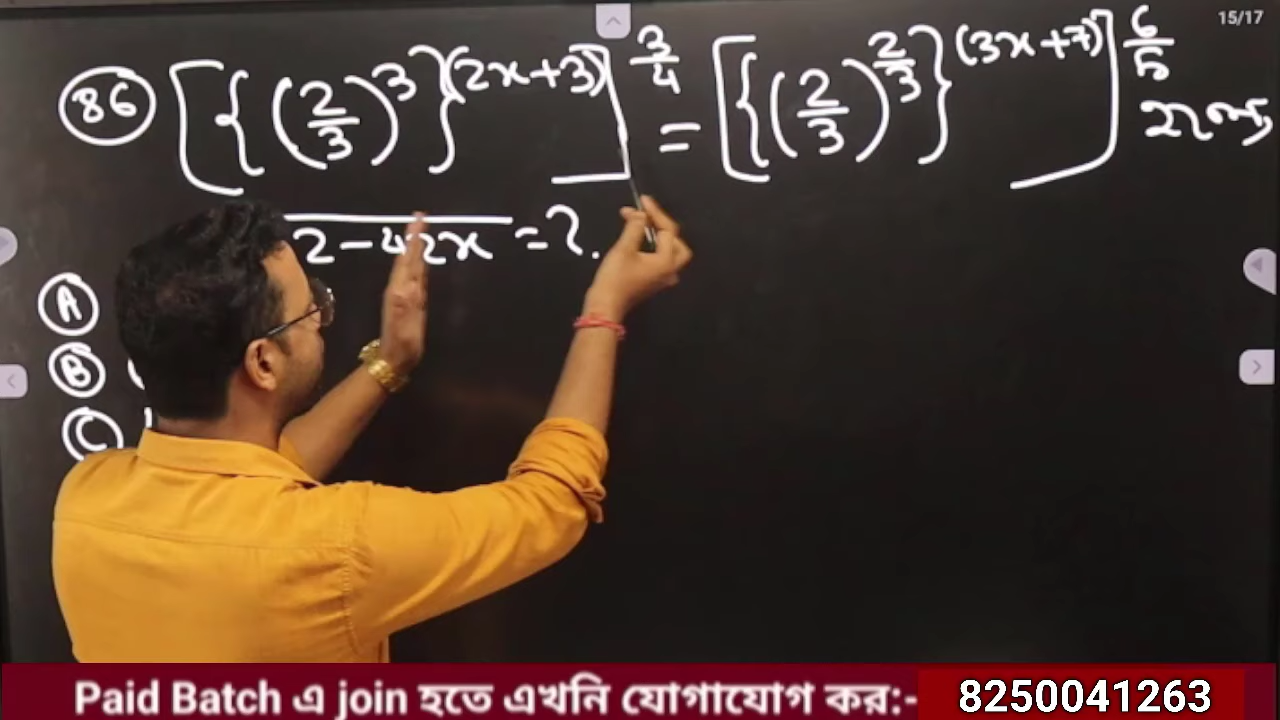 15/17
86 [{(2/3)^3}^(2x+3)]^3/4 = [{(2/3)^2/3}^(3x+7)]^6/5 হলে,
2-42x = ?.
A
B
C
Paid Batch এ join হতে এখনি যোগাযোগ কর:- 8250041263